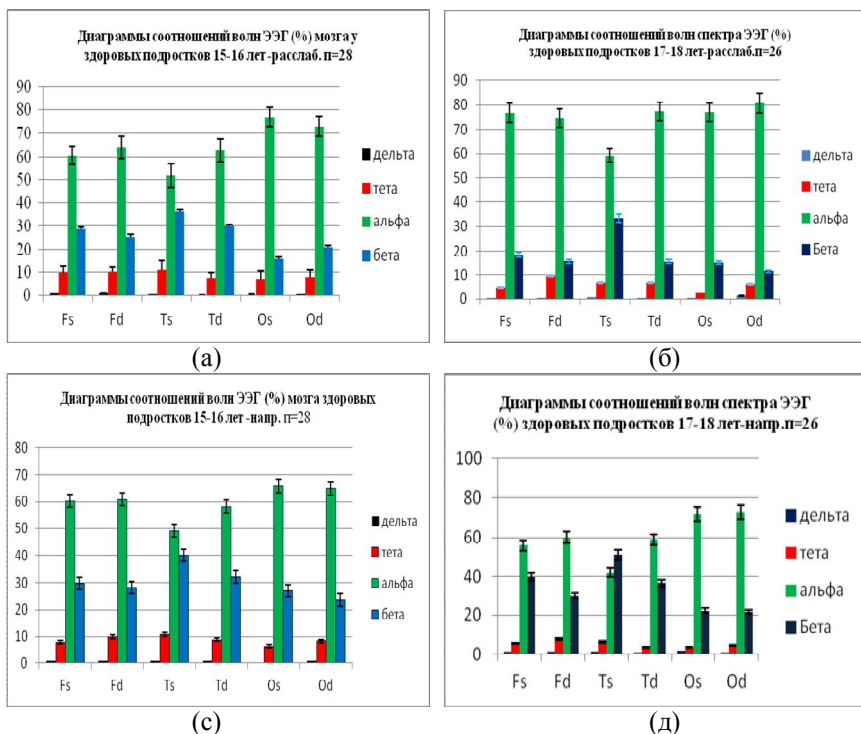 Диаграммы соотношений волн ЭЭГ (%) мозга у
здоровых подростков 15-16 лет-расслаб. п=28
90
80
70
60
50
40
30
20
10
0
Fs Fd Ts Td Os Od
дельта
тета
альфа
бета
(а)
Диаграммы соотношений волн спектра ЭЭГ (%)
здоровых подростков 17-18 лет-расслаб.п=26
90
80
70
60
50
40
30
20
10
0
Fs Fd Ts Td Os Od
дельта
тета
альфа
Бета
(б)
Диаграммы соотношений волн ЭЭГ (%) мозга здоровых
подростков 15-16 лет -напр. п=28
80
70
60
50
40
30
20
10
0
Fs Fd Ts Td Os Od
дельта
тета
альфа
бета
(с)
Диаграммы соотношений волн спектра ЭЭГ
(%) здоровых подростков 17-18 лет-напр.п=26
100
80
60
40
20
0
Fs Fd Ts Td Os Od
дельта
тета
альфа
Бета
(д)